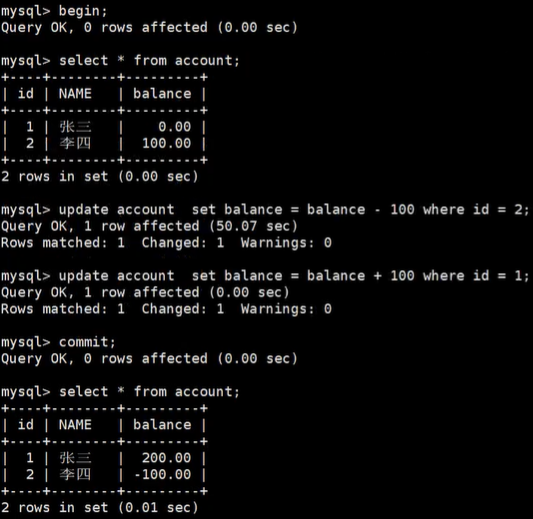 mysql> begin;
Query OK, 0 rows affected (0.00 sec)
mysql> select * from account;
+----+--------+---------+
| id | NAME   | balance |
+----+--------+---------+
|  1 | 张三   |    0.00 |
|  2 | 李四   |  100.00 |
+----+--------+---------+
2 rows in set (0.00 sec)
mysql> update account  set balance = balance - 100 where id = 2;
Query OK, 1 row affected (50.07 sec)
Rows matched: 1  Changed: 1  Warnings: 0
mysql> update account  set balance = balance + 100 where id = 1;
Query OK, 1 row affected (0.00 sec)
Rows matched: 1  Changed: 1  Warnings: 0
mysql> commit;
Query OK, 0 rows affected (0.00 sec)
mysql> select * from account;
+----+--------+---------+
| id | NAME   | balance |
+----+--------+---------+
|  1 | 张三   |  200.00 |
|  2 | 李四   | -100.00 |
+----+--------+---------+
2 rows in set (0.01 sec)